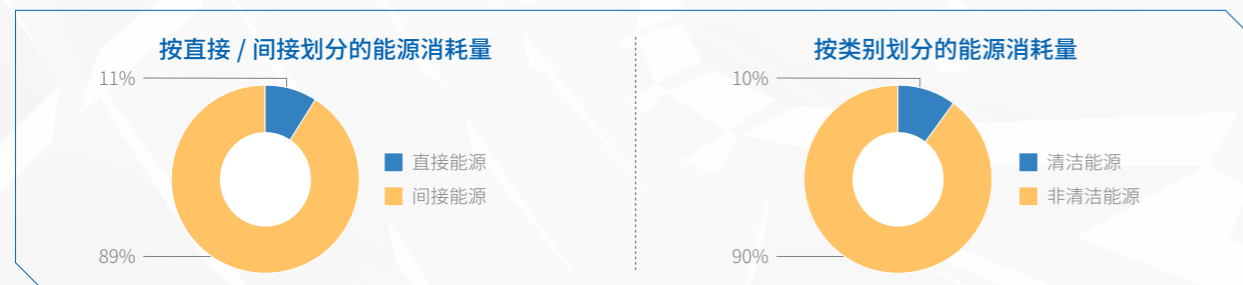 按直接 / 间接划分的能源消耗量
11%
直接能源
间接能源
89%
按类别划分的能源消耗量
10%
清洁能源
非清洁能源
90%